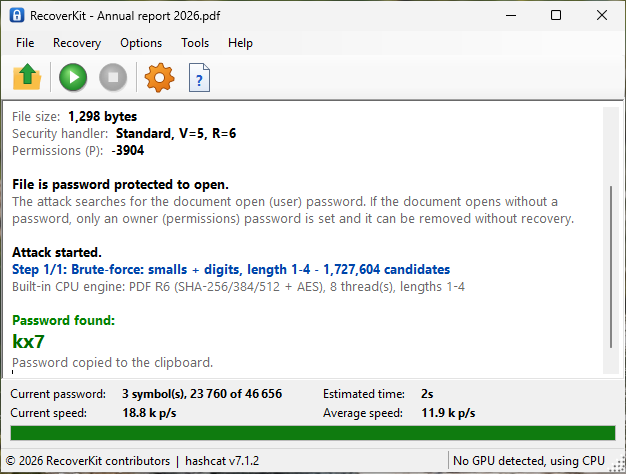 RecoverKit - Annual report 2026.pdf
File Recovery Options Tools Help
File size: 1,298 bytes
Security handler: Standard, V=5, R=6
Permissions (P): -3904
File is password protected to open.
The attack searches for the document open (user) password. If the document opens without a
password, only an owner (permissions) password is set and it can be removed without recovery.
Attack started.
Step 1/1: Brute-force: smalls + digits, length 1-4 - 1,727,604 candidates
Built-in CPU engine: PDF R6 (SHA-256/384/512 + AES), 8 thread(s), lengths 1-4
Password found:
kx7
Password copied to the clipboard.
Current password: 3 symbol(s), 23 760 of 46 656 Estimated time: 2s
Current speed: 18.8 k p/s Average speed: 11.9 k p/s
© 2026 RecoverKit contributors | hashcat v7.1.2 No GPU detected, using CPU